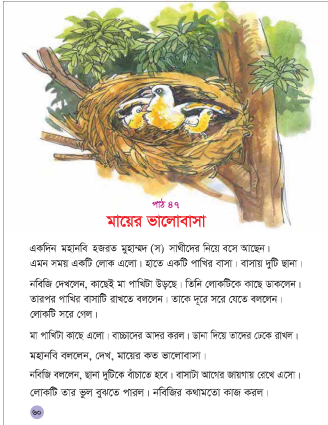 পাঠ ৪৭
মায়ের ভালোবাসা
একদিন মহানবি হজরত মুহাম্মদ (স) সাথীদের নিয়ে বসে আছেন।
এমন সময় একটি লোক এলো। হাতে একটি পাখির বাসা। বাসায় দুটি ছানা।
নবিজি দেখলেন, কাছেই মা পাখিটা উড়ছে। তিনি লোকটিকে কাছে ডাকলেন।
তারপর পাখির বাসাটি রাখতে বললেন। তাকে দূরে সরে যেতে বললেন।
লোকটি সরে গেল।
মা পাখিটা কাছে এলো। বাচ্চাদের আদর করল। ডানা দিয়ে তাদের ঢেকে রাখল।
মহানবি বললেন, দেখ, মায়ের কত ভালোবাসা।
নবিজি বললেন, ছানা দুটিকে বাঁচাতে হবে। বাসাটা আগের জায়গায় রেখে এসো।
লোকটি তার ভুল বুঝতে পারল। নবিজির কথামতো কাজ করল।
৬০